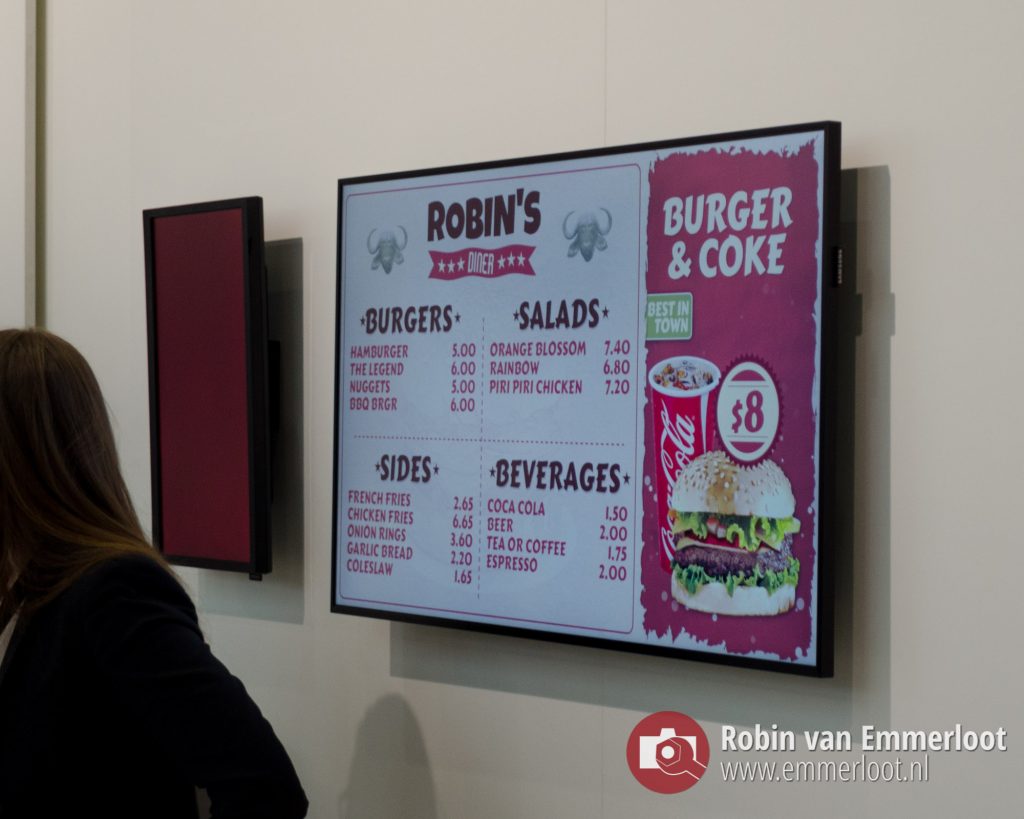 ROBIN'S
DINER
BURGERS
HAMBURGER 5.00
THE LEGEND 6.00
NUGGETS 5.00
BBQ BRGR 6.00
SALADS
ORANGE BLOSSOM 7.40
RAINBOW 6.80
PIRI PIRI CHICKEN 7.20
SIDES
FRENCH FRIES 2.65
CHICKEN FRIES 6.65
ONION RINGS 3.60
GARLIC BREAD 2.20
COLESLAW 1.65
BEVERAGES
COCA COLA 1.50
BEER 2.00
TEA OR COFFEE 1.75
ESPRESSO 2.00
BURGER
& COKE
BEST IN
TOWN
$8
Coca-Cola
Robin van Emmerloot
www.emmerloot.nl